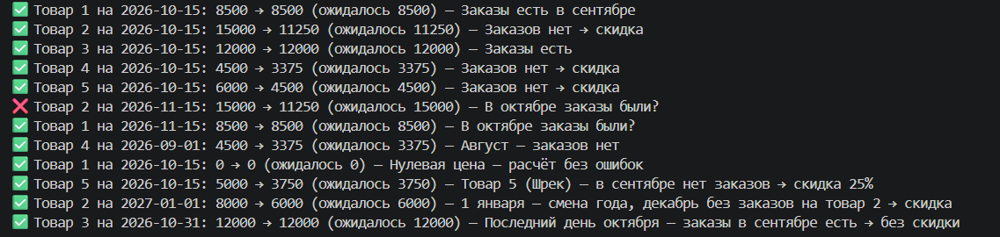 ✅ Товар 1 на 2026-10-15: 8500 → 8500 (ожидалось 8500) — Заказы есть в сентябре
✅ Товар 2 на 2026-10-15: 15000 → 11250 (ожидалось 11250) — Заказов нет → скидка
✅ Товар 3 на 2026-10-15: 12000 → 12000 (ожидалось 12000) — Заказы есть
✅ Товар 4 на 2026-10-15: 4500 → 3375 (ожидалось 3375) — Заказов нет → скидка
✅ Товар 5 на 2026-10-15: 6000 → 4500 (ожидалось 4500) — Заказов нет → скидка
❌ Товар 2 на 2026-11-15: 15000 → 11250 (ожидалось 15000) — В октябре заказы были?
✅ Товар 1 на 2026-11-15: 8500 → 8500 (ожидалось 8500) — В октябре заказы были?
✅ Товар 4 на 2026-09-01: 4500 → 3375 (ожидалось 3375) — Август — заказов нет
✅ Товар 1 на 2026-10-15: 0 → 0 (ожидалось 0) — Нулевая цена — расчёт без ошибок
✅ Товар 5 на 2026-10-15: 5000 → 3750 (ожидалось 3750) — Товар 5 (Шрек) — в сентябре нет заказов → скидка 25%
✅ Товар 2 на 2027-01-01: 8000 → 6000 (ожидалось 6000) — 1 января — смена года, декабрь без заказов на товар 2 → скидка
✅ Товар 3 на 2026-10-31: 12000 → 12000 (ожидалось 12000) — Последний день октября — заказы в сентябре есть → без скидки